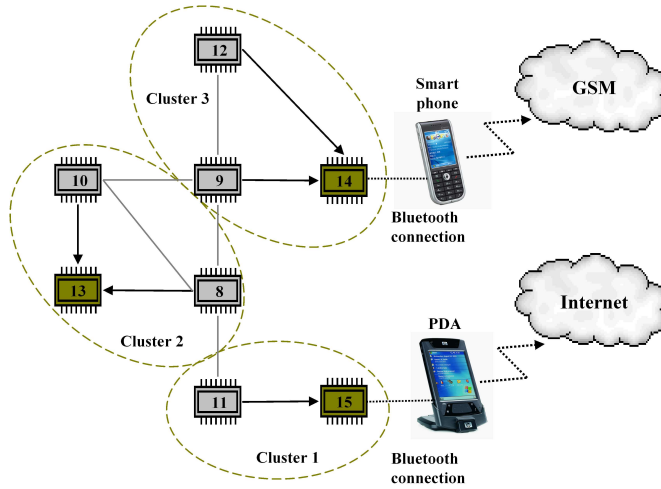 12
Cluster 3
Smart
phone
GSM
10
9
14
Bluetooth
connection
13
8
Cluster 2
Internet
PDA
11
15
Cluster 1
Bluetooth
connection